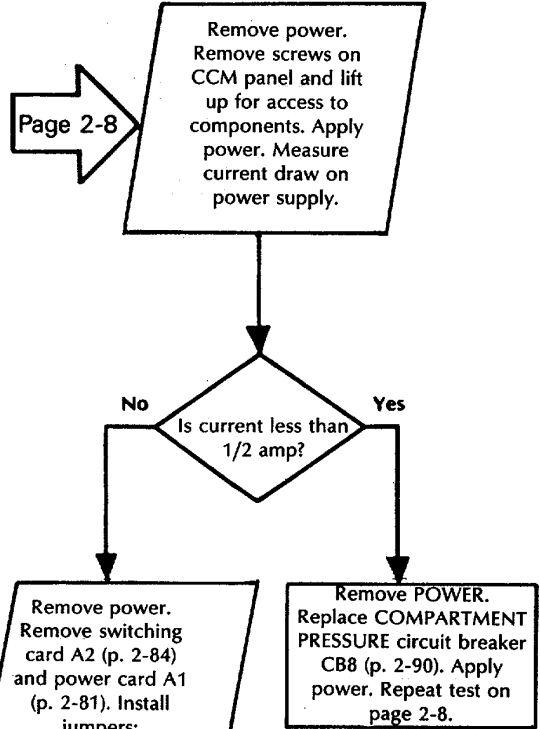 Remove power.
Remove screws on
CCM panel and lift
up for access to
components. Apply
power. Measure
current draw on
power supply.
Page 2-8
Is current less than
1/2 amp?
No
Yes
Remove power.
Remove switching
card A2 (p. 2-84)
and power card A1
(p. 2-81). Install
jumpers:
Remove POWER.
Replace COMPARTMENT
PRESSURE circuit breaker
CB8 (p. 2-90). Apply
power. Repeat test on
page 2-8.